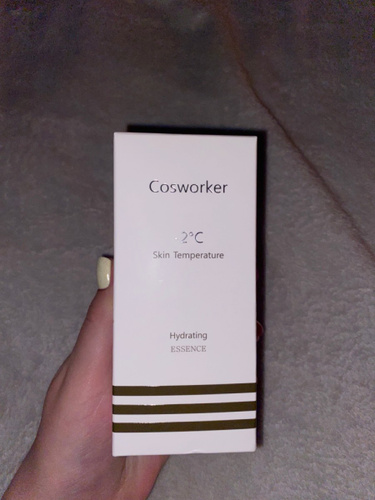 Cosworker
-2°C
Skin Temperature
Hydrating
ESSENCE